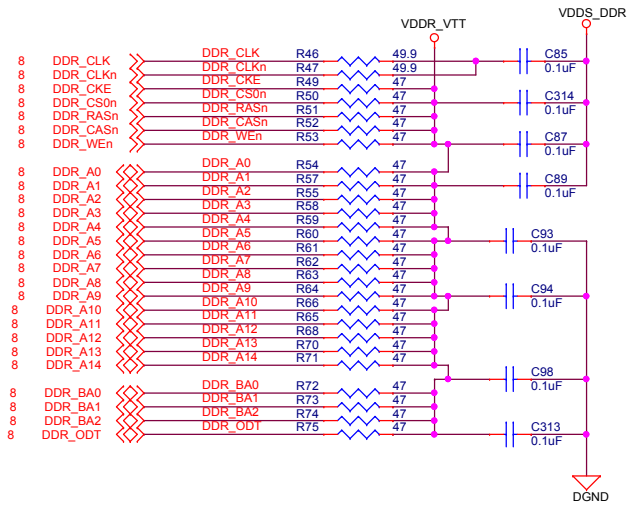 VDDS_DDR
VDDR_VTT
8 DDR_CLK DDR_CLK R46 49.9 C85
8 DDR_CLKn DDR_CLKn R47 49.9 0.1uF
8 DDR_CKE DDR_CKE R49 47
8 DDR_CS0n DDR_CS0n R50 47 C314
8 DDR_RASn DDR_RASn R51 47 0.1uF
8 DDR_CASn DDR_CASn R52 47
8 DDR_WEn DDR_WEn R53 47 C87
0.1uF
8 DDR_A0 DDR_A0 R54 47
8 DDR_A1 DDR_A1 R57 47 C89
8 DDR_A2 DDR_A2 R55 47 0.1uF
8 DDR_A3 DDR_A3 R58 47
8 DDR_A4 DDR_A4 R59 47
8 DDR_A5 DDR_A5 R60 47 C93
8 DDR_A6 DDR_A6 R61 47 0.1uF
8 DDR_A7 DDR_A7 R62 47
8 DDR_A8 DDR_A8 R63 47
8 DDR_A9 DDR_A9 R64 47 C94
8 DDR_A10 DDR_A10 R66 47 0.1uF
8 DDR_A11 DDR_A11 R65 47
8 DDR_A12 DDR_A12 R68 47
8 DDR_A13 DDR_A13 R70 47
8 DDR_A14 DDR_A14 R71 47
C98
8 DDR_BA0 DDR_BA0 R72 47 0.1uF
8 DDR_BA1 DDR_BA1 R73 47
8 DDR_BA2 DDR_BA2 R74 47
8 DDR_ODT DDR_ODT R75 47 C313
0.1uF
DGND